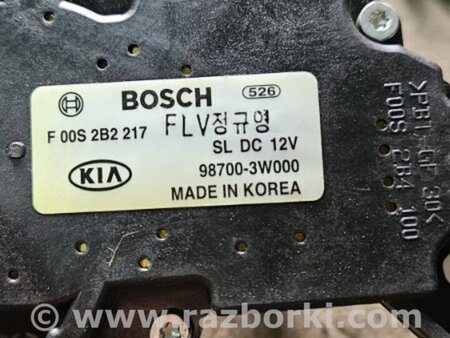 BOSCH 526
F 00S 2B2 217 FLV정규영
SL DC 12V
KIA 98700-3W000
MADE IN KOREA
>PBT-GF 30<
F 00S 2B4 100
www.razborki.com